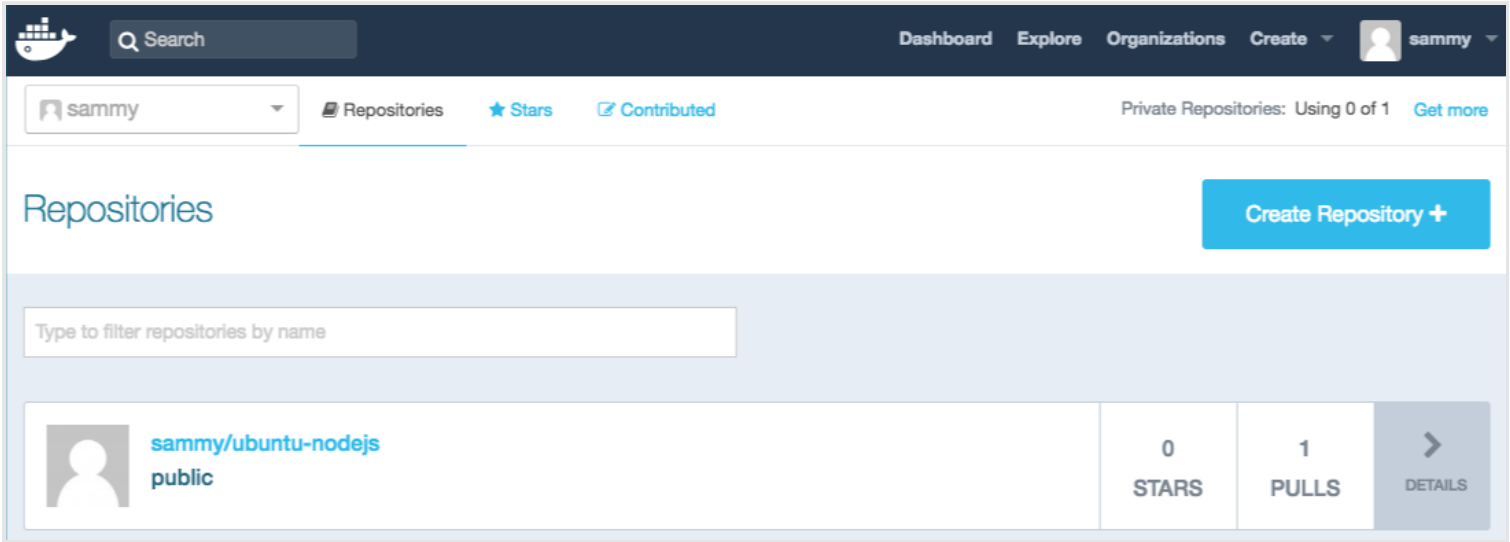 Search Dashboard Explore Organizations Create sammy
sammy Repositories Stars Contributed Private Repositories: Using 0 of 1 Get more
Repositories
Create Repository +
Type to filter repositories by name
sammy/ubuntu-nodejs
public
0
STARS
1
PULLS
DETAILS